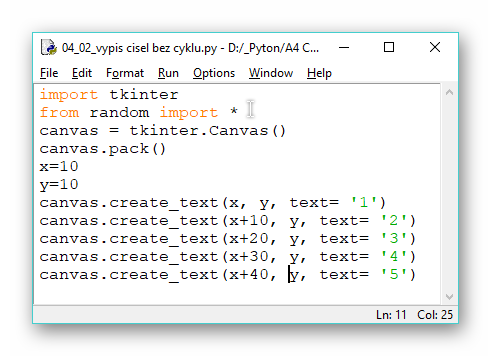 04_02_vypis cisel bez cyklu.py - D:/_Pyton/A4 C...
File Edit Format Run Options Window Help
import tkinter
from random import *
canvas = tkinter.Canvas()
canvas.pack()
x=10
y=10
canvas.create_text(x, y, text= '1')
canvas.create_text(x+10, y, text= '2')
canvas.create_text(x+20, y, text= '3')
canvas.create_text(x+30, y, text= '4')
canvas.create_text(x+40, y, text= '5')
Ln: 11 Col: 25